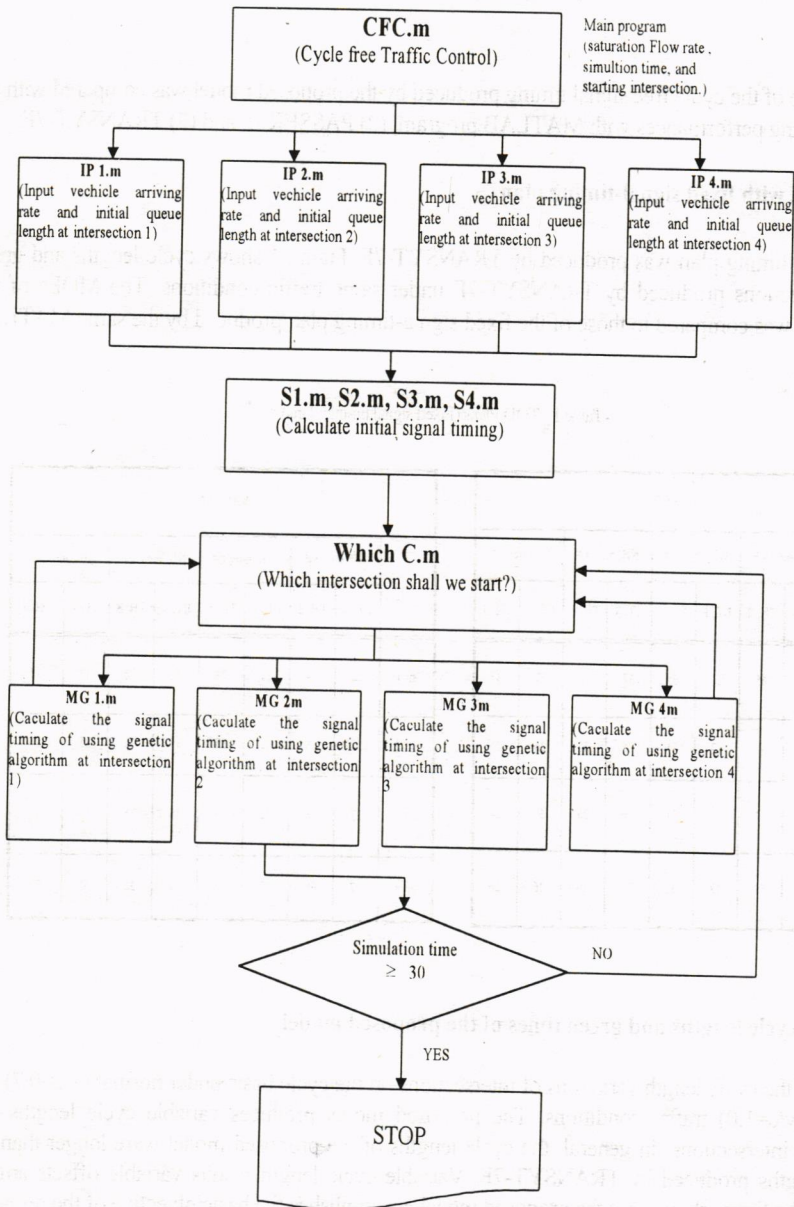 CFC.m
(Cycle free Traffic Control)
Main program
(saturation Flow rate ,
simultion time, and
starting intersection.)
IP 1.m
(Input vechicle arriving
rate and initial queue
length at intersection 1)
IP 2.m
(Input vechicle arriving
rate and initial queue
length at intersection 2)
IP 3.m
(Input vechicle arriving
rate and initial queue
length at intersection 3)
IP 4.m
(Input vechicle arriving
rate and initial queue
length at intersection 4)
S1.m, S2.m, S3.m, S4.m
(Calculate initial signal timing)
Which C.m
(Which intersection shall we start?)
MG 1.m
(Caculate the signal
timing of using genetic
algorithm at intersection
1)
MG 2m
(Caculate the signal
timing of using genetic
algorithm at intersection
2
MG 3m
(Caculate the signal
timing of using genetic
algorithm at intersection
3
MG 4m
(Caculate the signal
timing of using genetic
algorithm at intersection 4
Simulation time
≥ 30
NO
YES
STOP